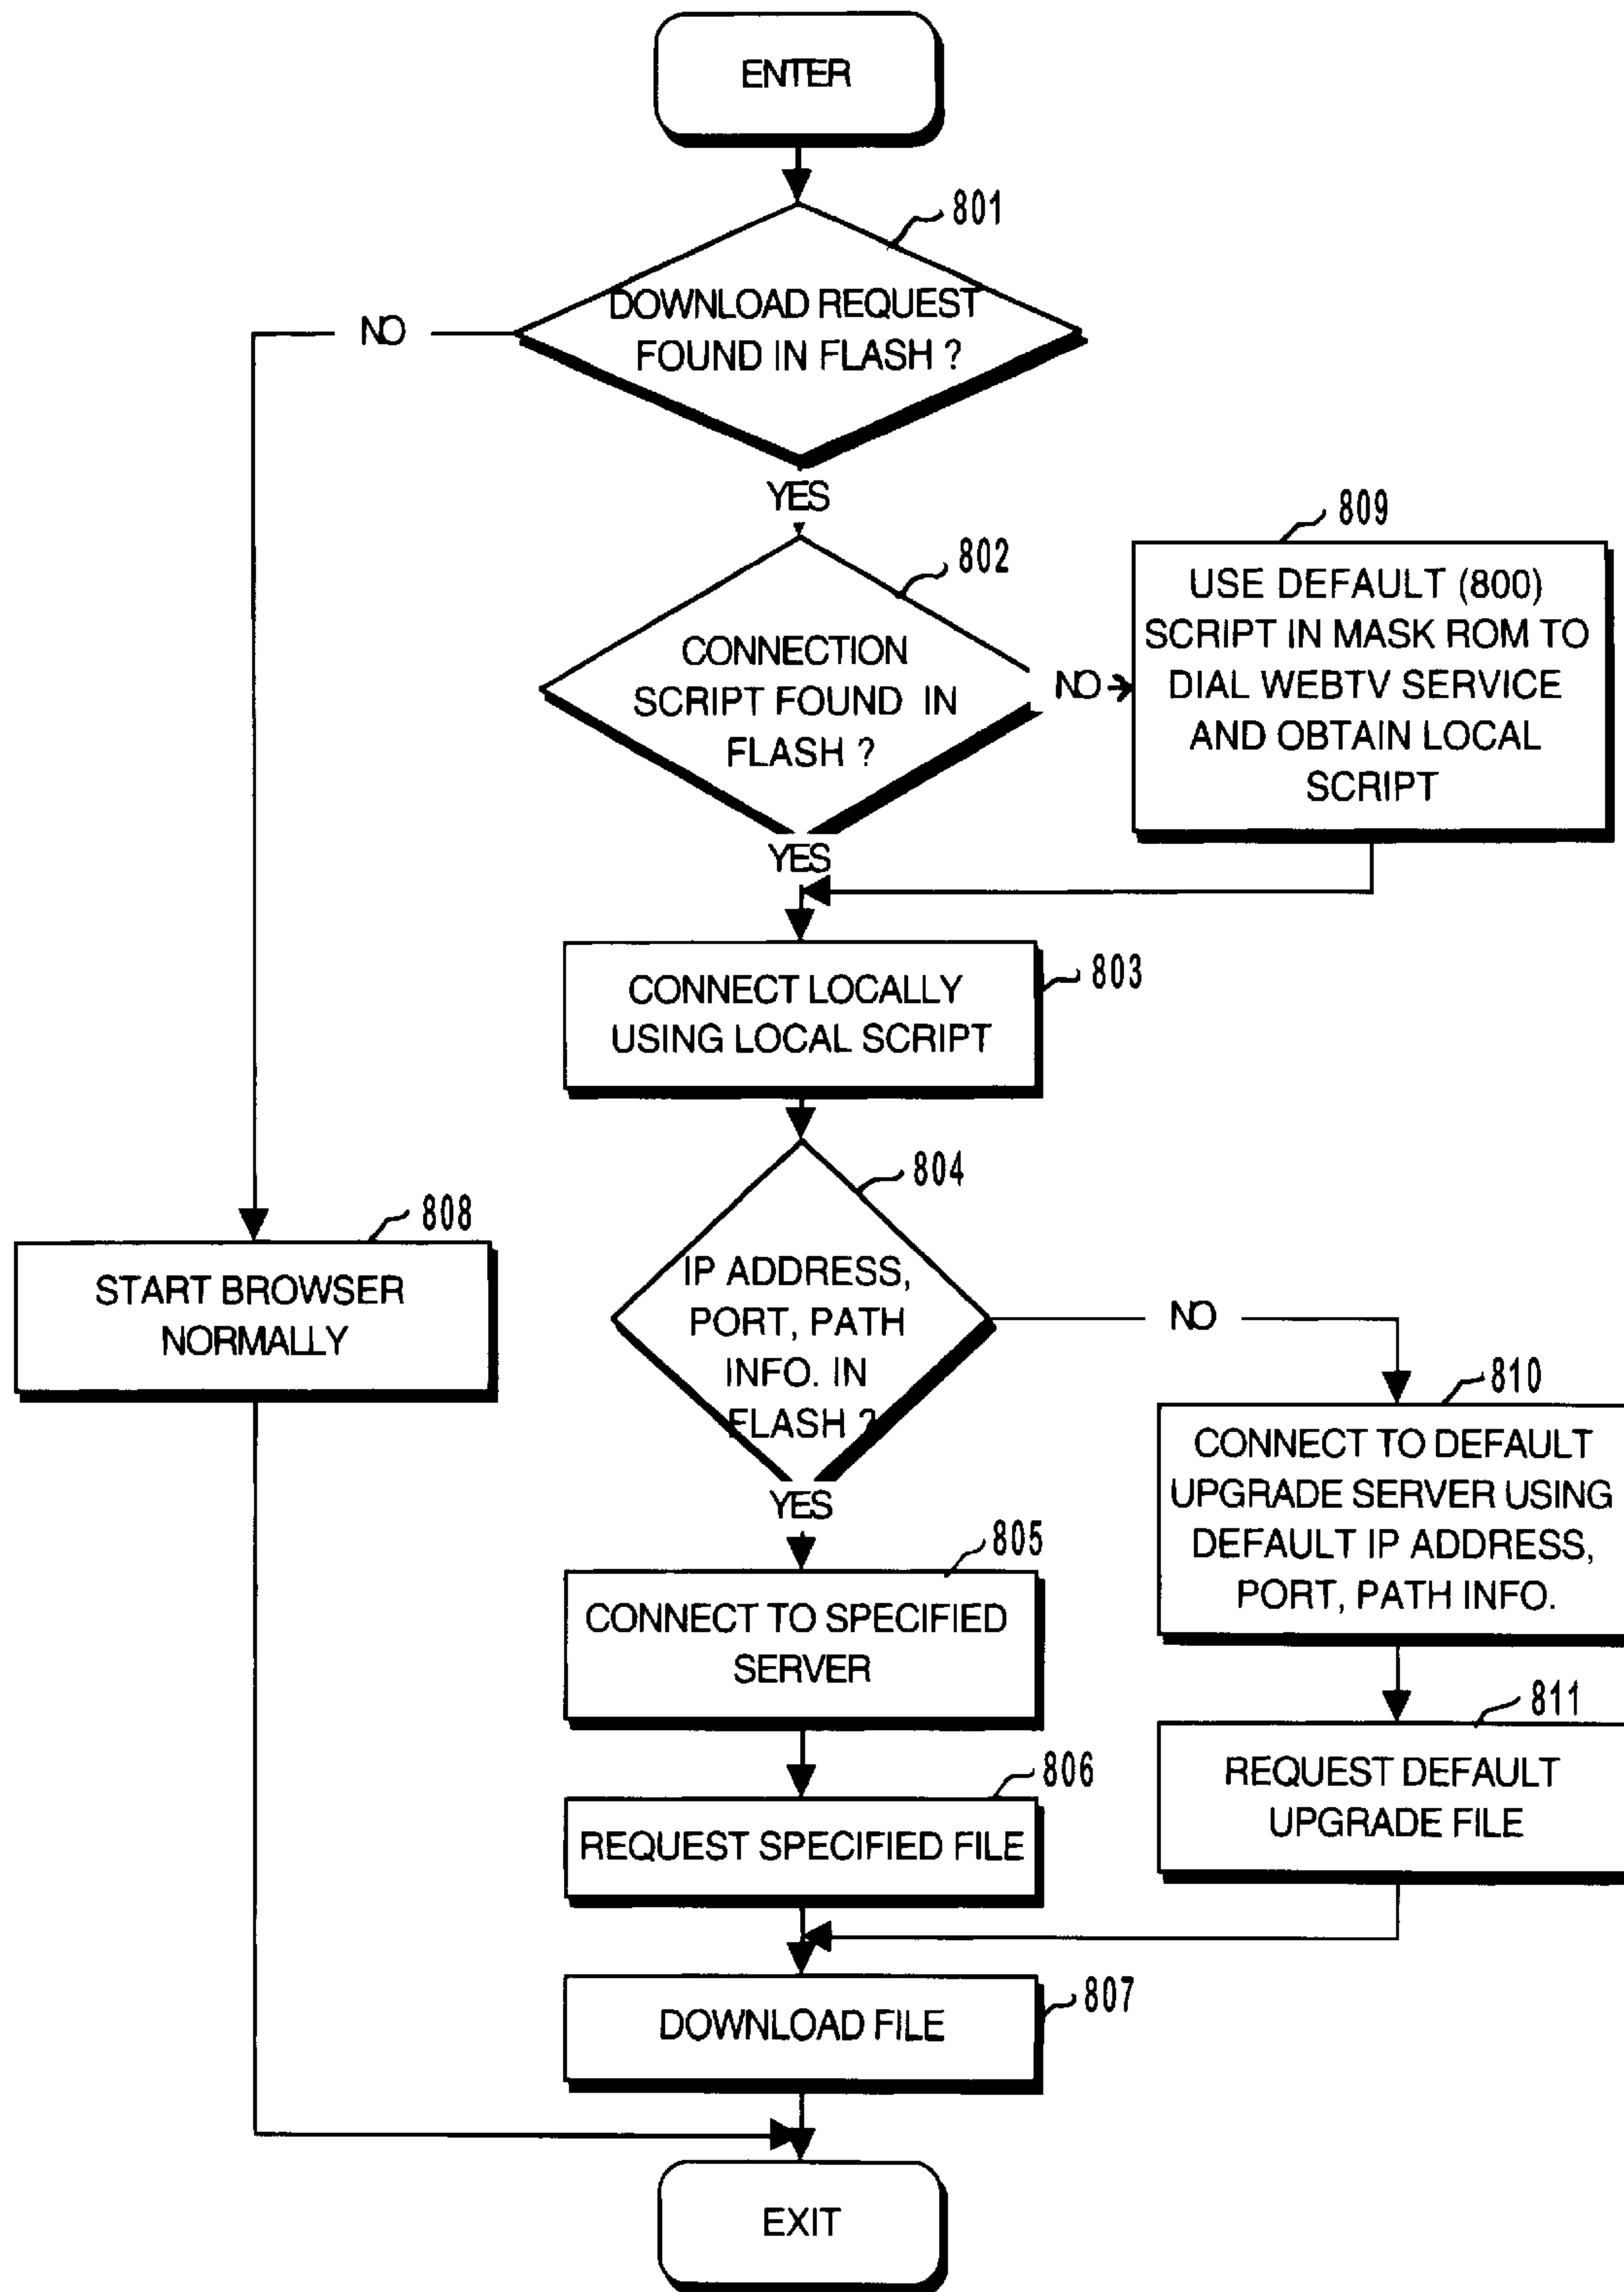 ENTER
801
DOWNLOAD REQUEST
FOUND IN FLASH ?
NO
YES
802
CONNECTION
SCRIPT FOUND IN
FLASH ?
NO
809
USE DEFAULT (800)
SCRIPT IN MASK ROM TO
DIAL WEBTV SERVICE
AND OBTAIN LOCAL
SCRIPT
YES
803
CONNECT LOCALLY
USING LOCAL SCRIPT
804
IP ADDRESS,
PORT, PATH
INFO. IN
FLASH ?
NO
808
START BROWSER
NORMALLY
810
CONNECT TO DEFAULT
UPGRADE SERVER USING
DEFAULT IP ADDRESS,
PORT, PATH INFO.
YES
805
CONNECT TO SPECIFIED
SERVER
811
REQUEST DEFAULT
UPGRADE FILE
806
REQUEST SPECIFIED FILE
807
DOWNLOAD FILE
EXIT